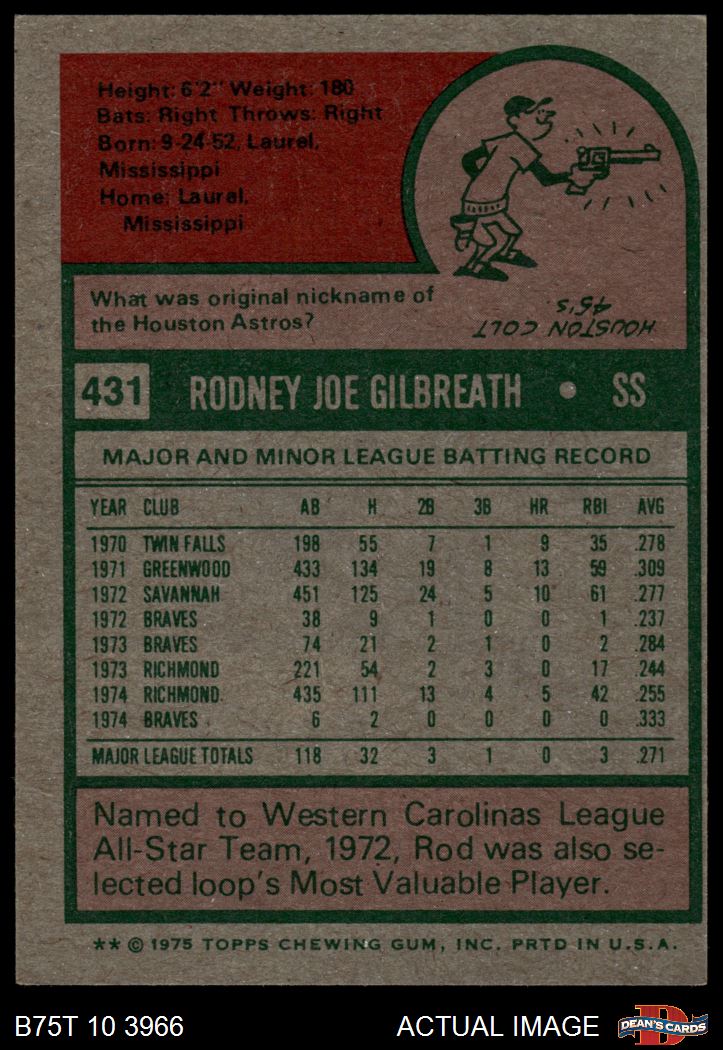 Height: 6'2" Weight: 180
Bats: Right Throws: Right
Born: 9-24-52, Laurel,
Mississippi
Home: Laurel,
Mississippi
What was original nickname of
the Houston Astros?
HOUSTON COLT
45's.
431 RODNEY JOE GILBREATH • SS
MAJOR AND MINOR LEAGUE BATTING RECORD
YEAR CLUB AB H 2B 3B HR RBI AVG
1970 TWIN FALLS 198 55 7 1 9 35 .278
1971 GREENWOOD 433 134 19 8 13 59 .309
1972 SAVANNAH 451 125 24 5 10 61 .277
1972 BRAVES 38 9 1 0 0 1 .237
1973 BRAVES 74 21 2 1 0 2 .284
1973 RICHMOND 221 54 2 3 0 17 .244
1974 RICHMOND 435 111 13 4 5 42 .255
1974 BRAVES 6 2 0 0 0 0 .333
MAJOR LEAGUE TOTALS 118 32 3 1 0 3 .271
Named to Western Carolinas League
All-Star Team, 1972, Rod was also se-
lected loop's Most Valuable Player.
** © 1975 TOPPS CHEWING GUM, INC. PRTD IN U.S.A.
B75T 10 3966 ACTUAL IMAGE D DEAN'S CARDS